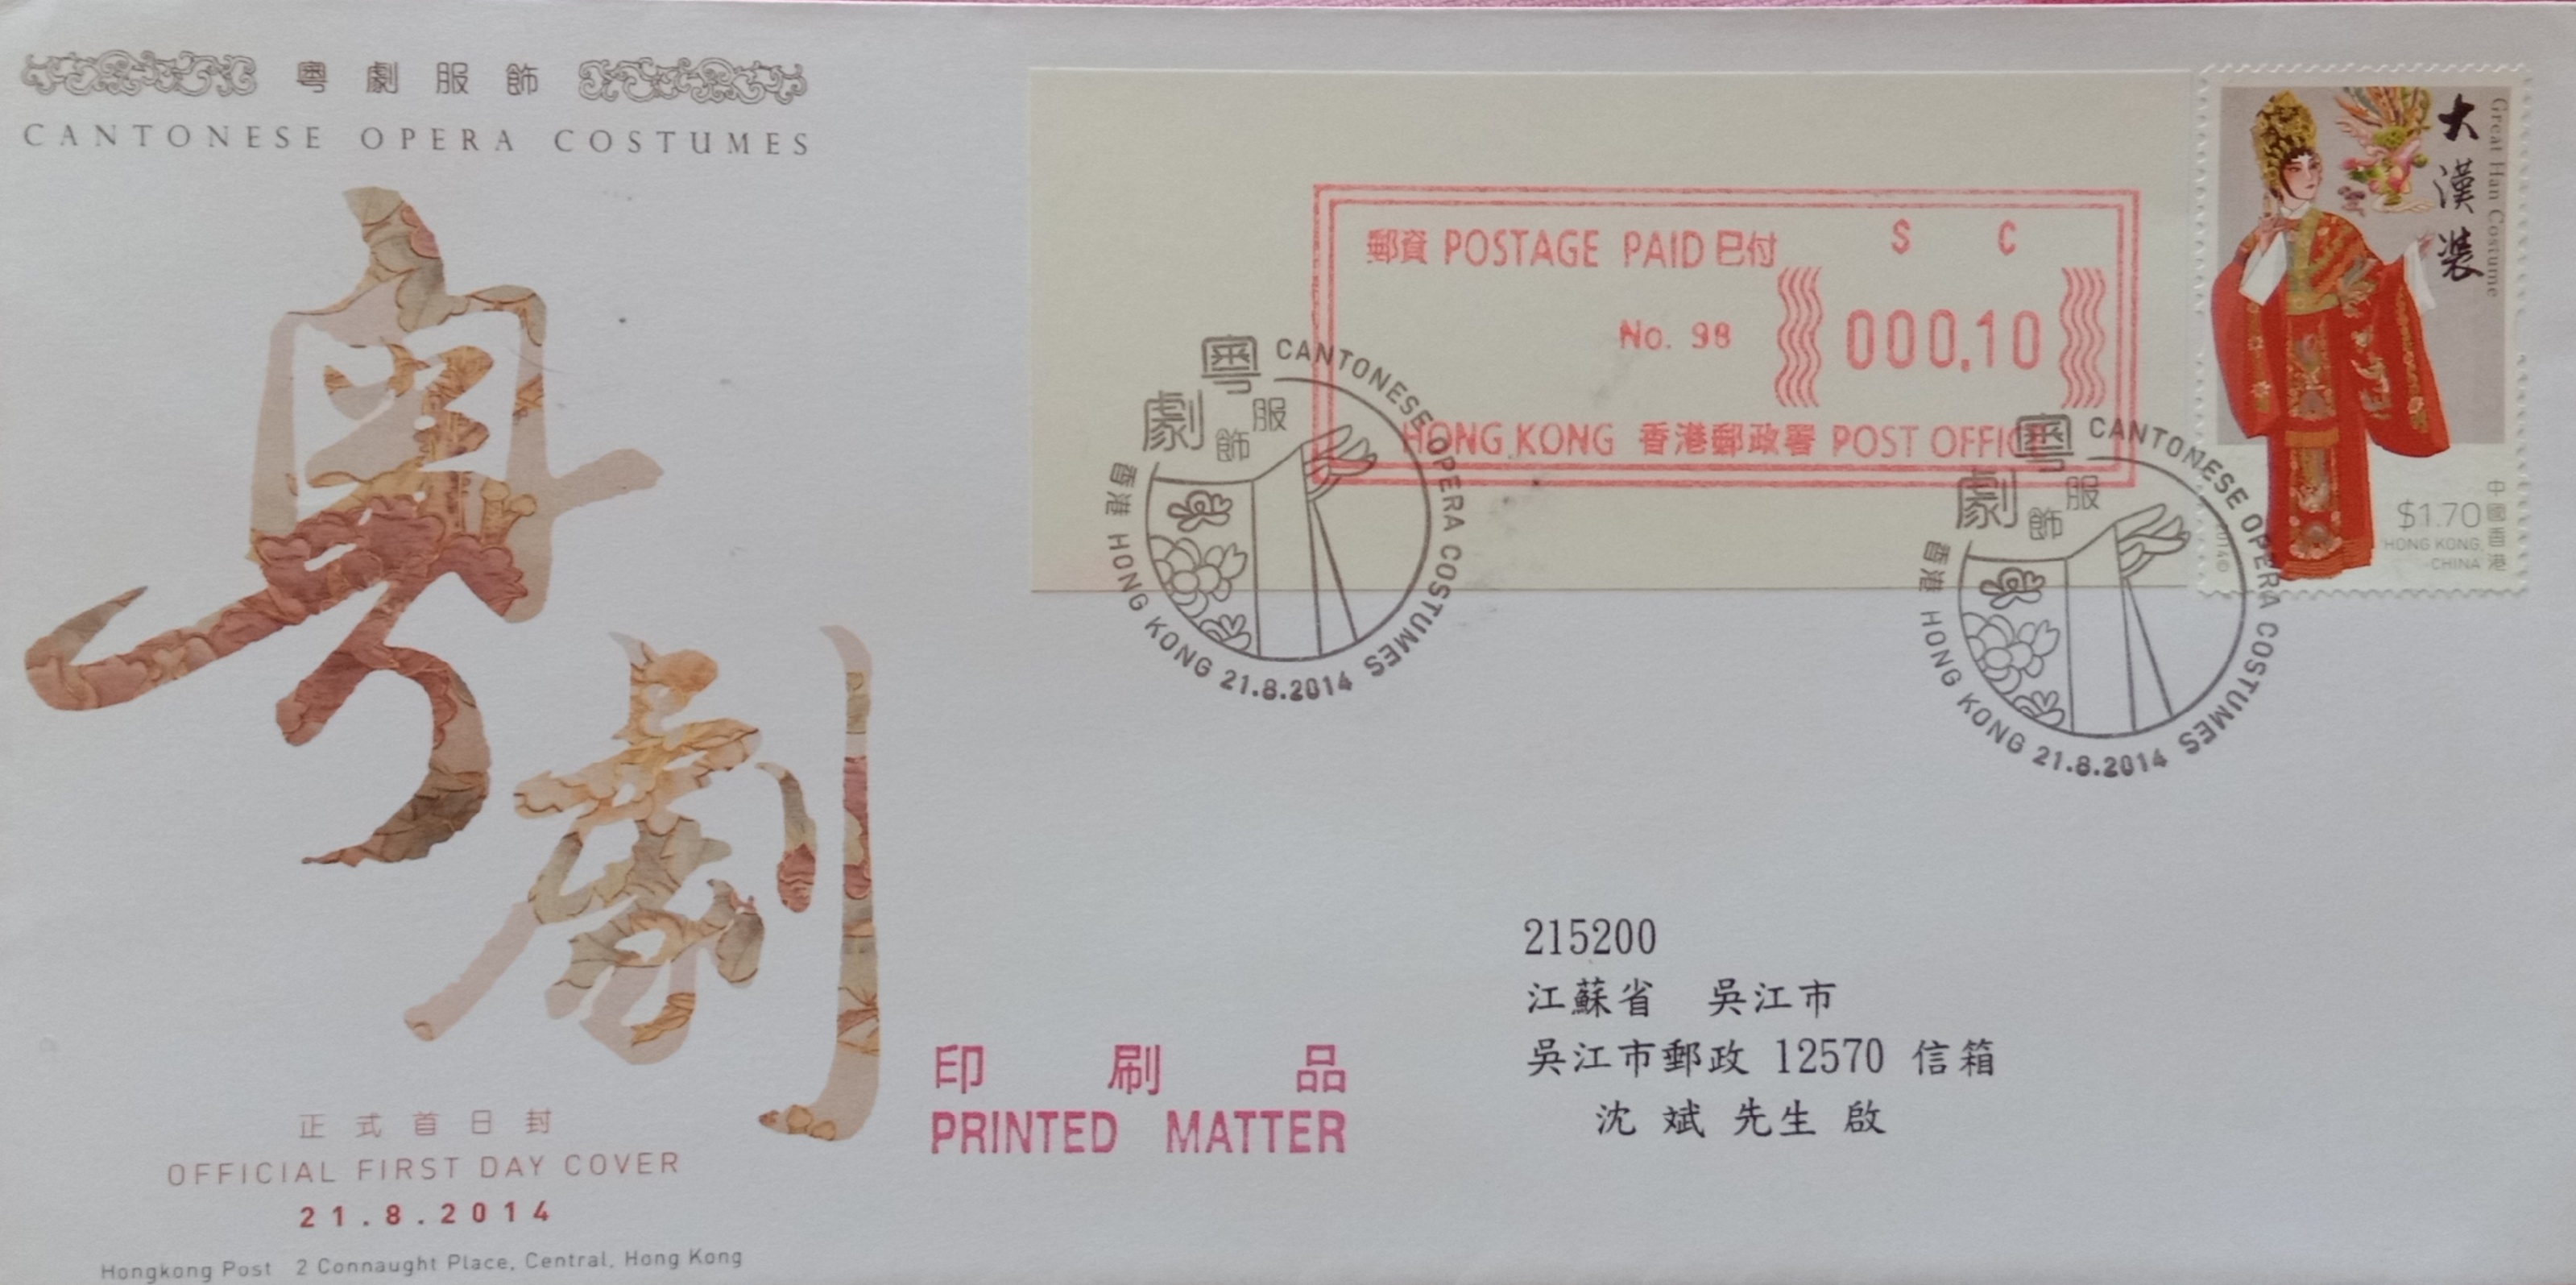 粵劇服飾
CANTONESE OPERA COSTUMES
粵劇
正式首日封
OFFICIAL FIRST DAY COVER
21.8.2014
Hongkong Post 2 Connaught Place, Central, Hong Kong
郵資 POSTAGE PAID 已付
$ C
No. 98
000.10
HONG KONG 香港郵政署 POST OFFICE
粵劇服飾
CANTONESE OPERA COSTUMES
香港 HONG KONG 21.8.2014
粵劇服飾
CANTONESE OPERA COSTUMES
香港 HONG KONG 21.8.2014
大漢裝
Great Han Costume
$1.70
中國香港
HONG KONG,
CHINA
2014©
印刷品
PRINTED MATTER
215200
江蘇省 吳江市
吳江市郵政 12570 信箱
沈 斌 先生 啟